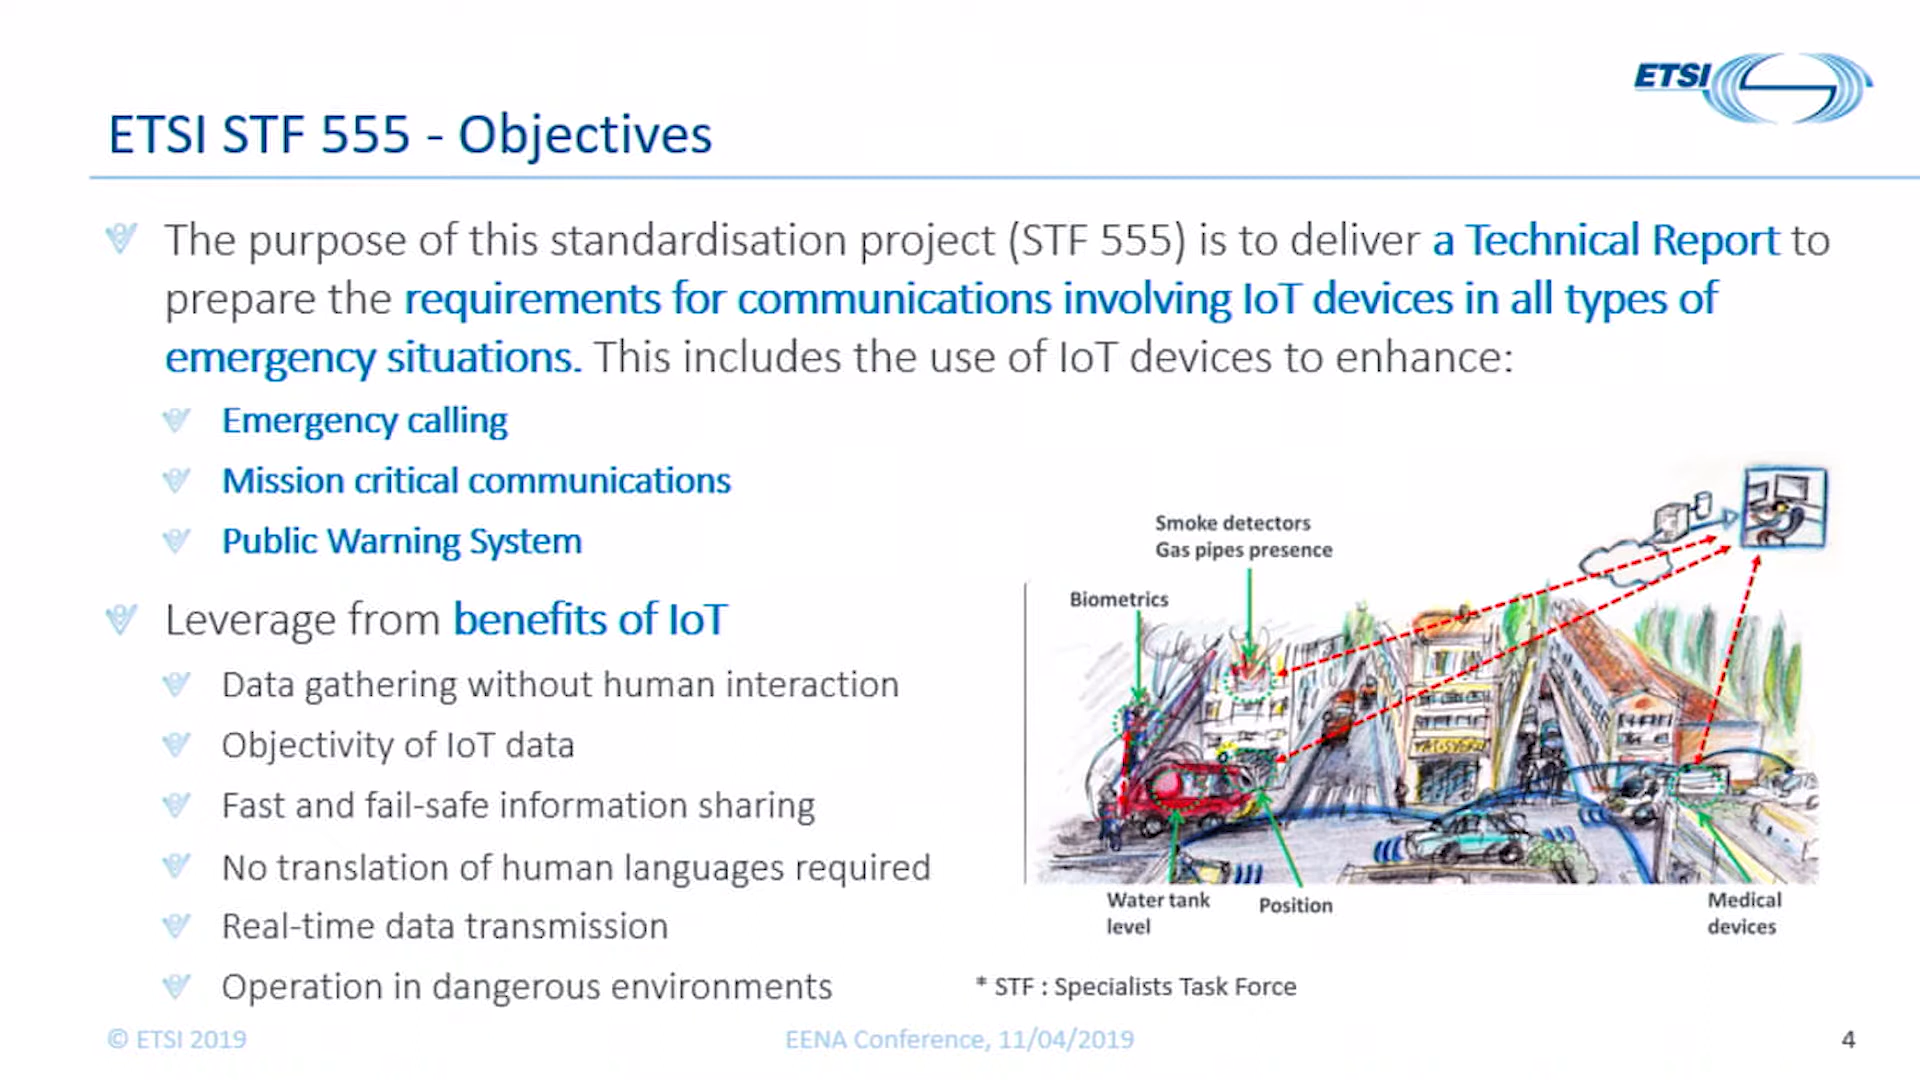 ETSI
ETSI STF 555 - Objectives
The purpose of this standardisation project (STF 555) is to deliver a Technical Report to
prepare the requirements for communications involving IoT devices in all types of
emergency situations. This includes the use of IoT devices to enhance:
Emergency calling
Mission critical communications
Public Warning System
Leverage from benefits of IoT
Data gathering without human interaction
Objectivity of IoT data
Fast and fail-safe information sharing
No translation of human languages required
Real-time data transmission
Operation in dangerous environments
Smoke detectors
Gas pipes presence
Biometrics
Water tank
level
Position
Medical
devices
* STF : Specialists Task Force
© ETSI 2019
EENA Conference, 11/04/2019
4